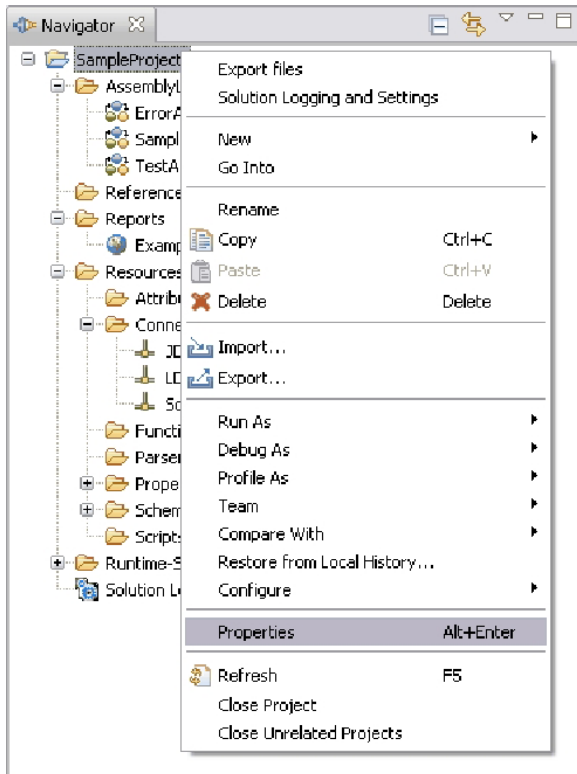 Navigator
SampleProject
Export files
Solution Logging and Settings
New
Go Into
Rename
Copy Ctrl+C
Paste Ctrl+V
Delete Delete
Import...
Export...
Run As
Debug As
Profile As
Team
Compare With
Restore from Local History...
Configure
Properties Alt+Enter
Refresh F5
Close Project
Close Unrelated Projects
AssemblyL
ErrorA
Sampl
TestA
Reference
Reports
Examp
Resources
Attribu
Conne
JD
LD
Sc
Functi
Parser
Prope
Schem
Scripts
Runtime-S
Solution Lo